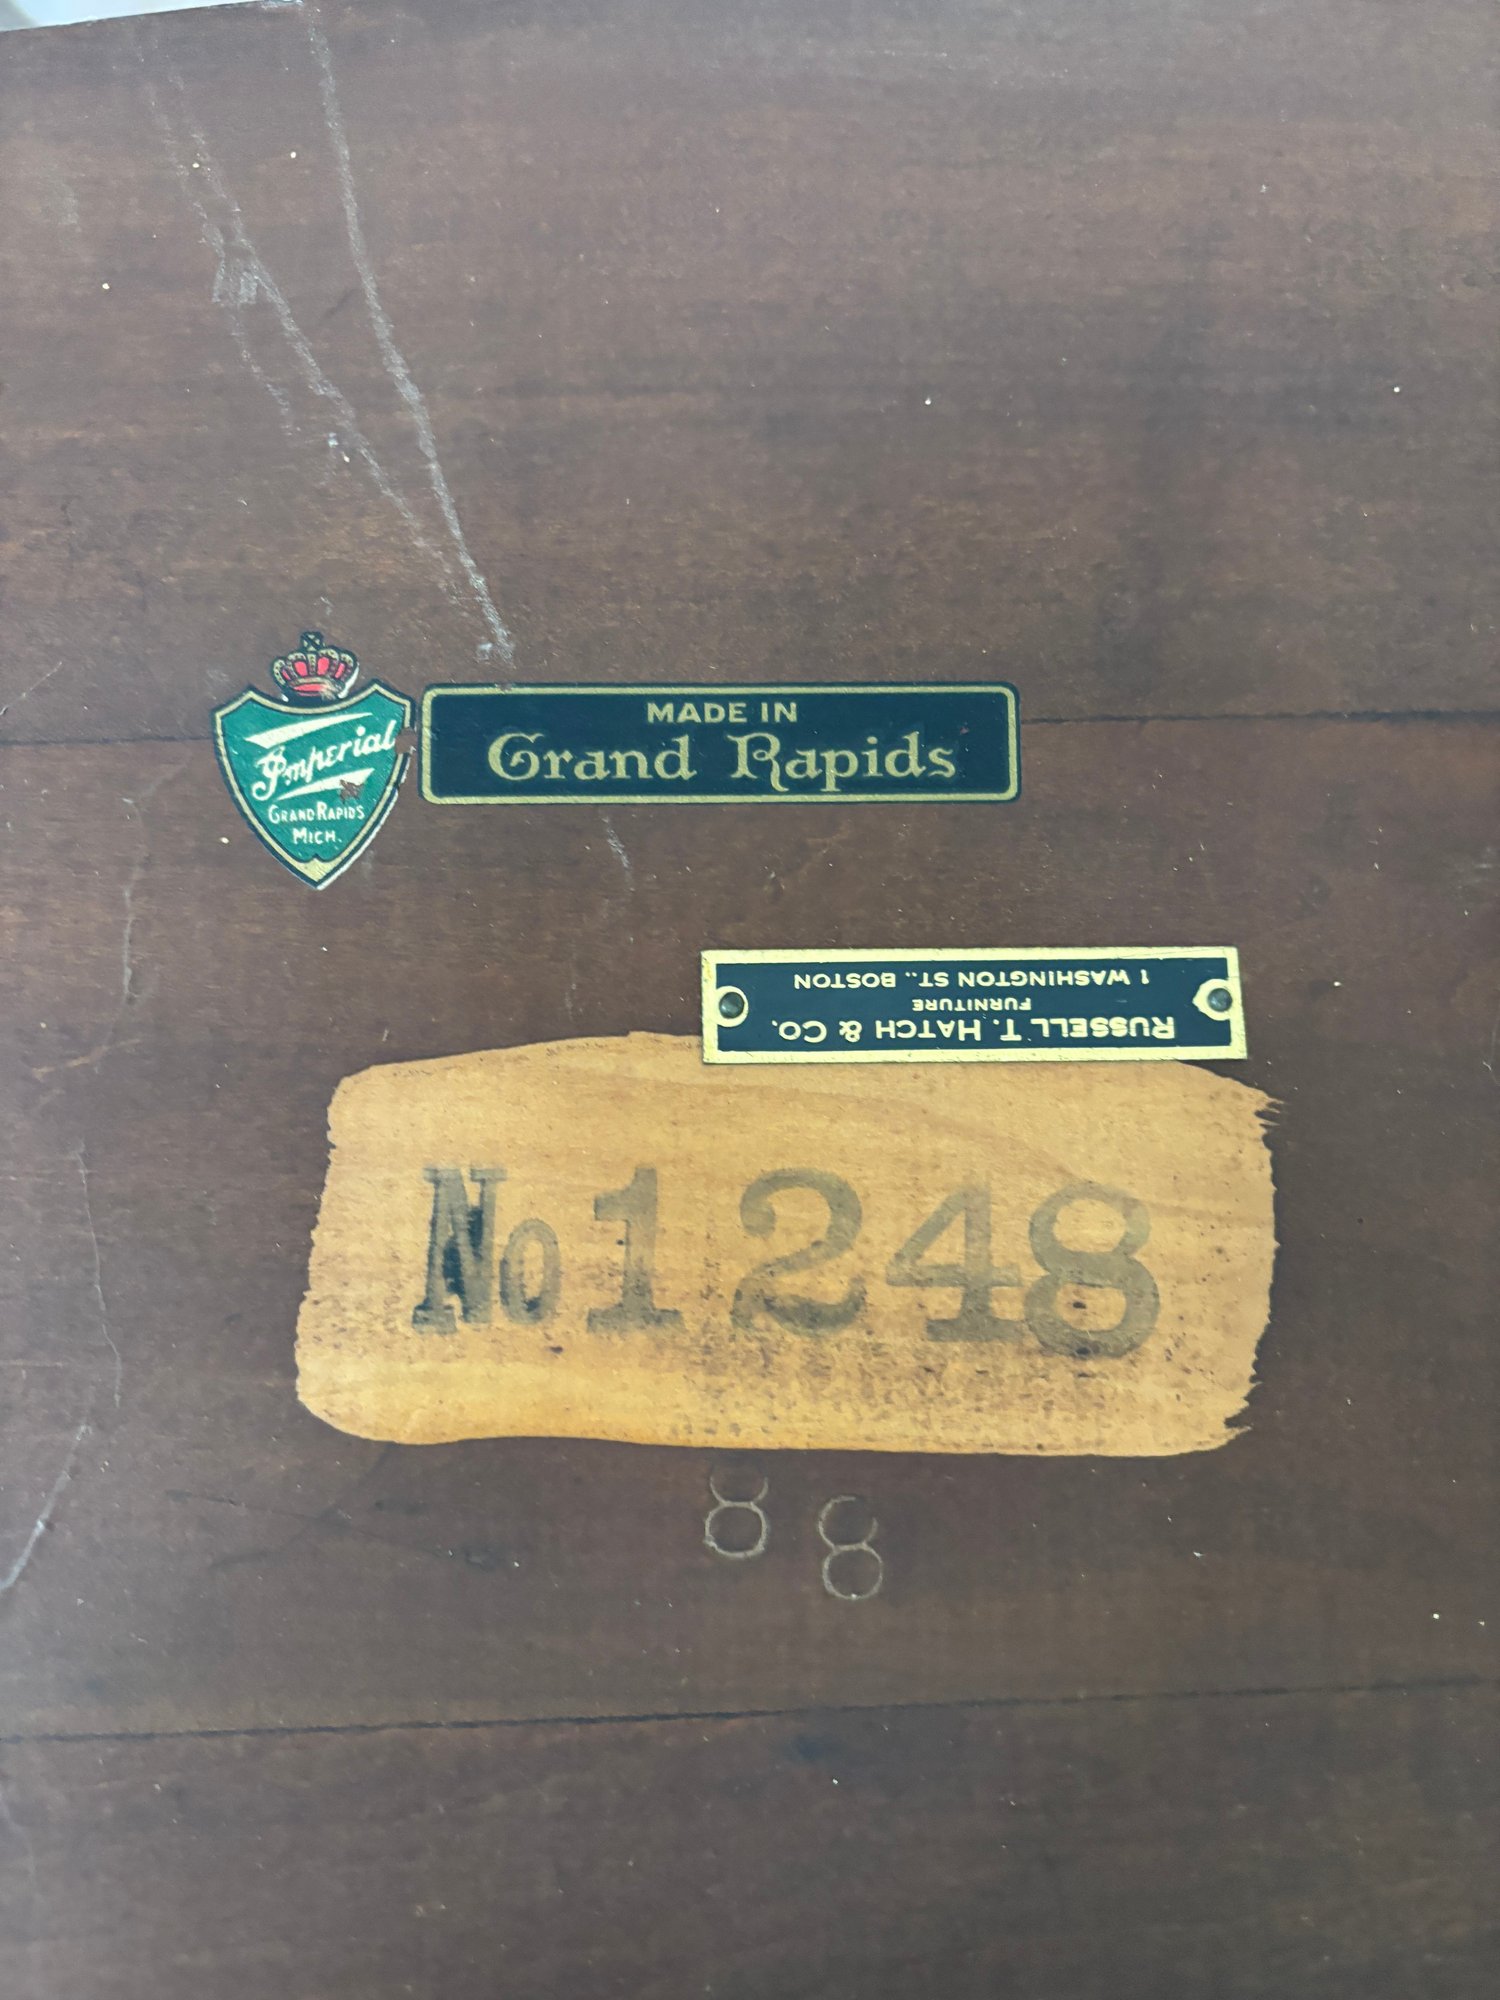 Imperial
GRAND RAPIDS
MICH.
MADE IN
Grand Rapids
RUSSELL T. HATCH & CO.
FURNITURE
1 WASHINGTON ST., BOSTON
No 1248
88